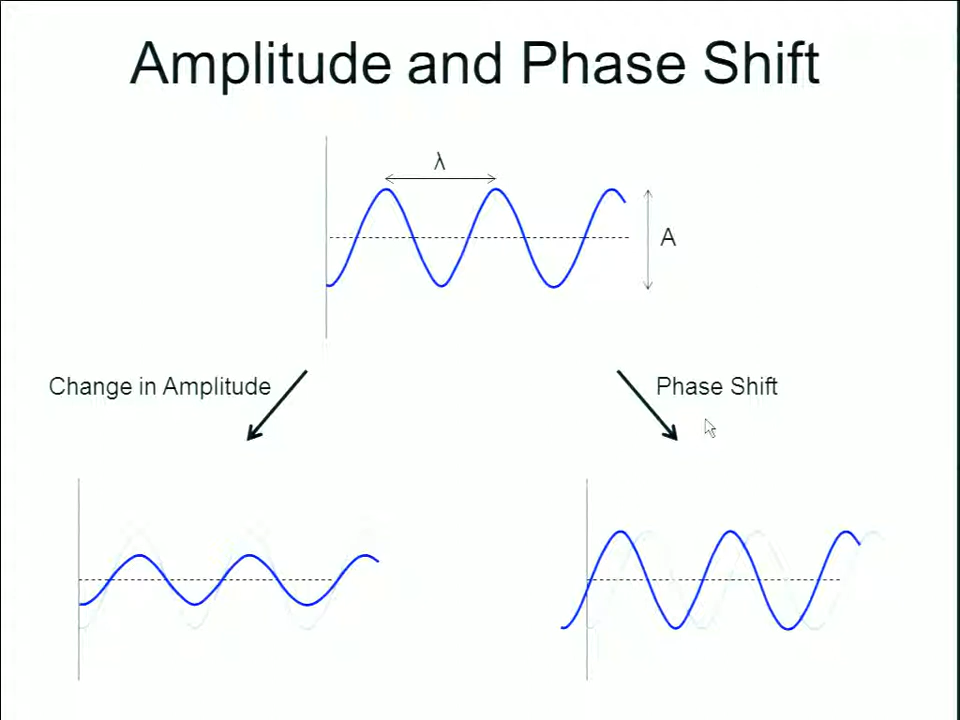 Amplitude and Phase Shift
λ
A
Change in Amplitude
Phase Shift